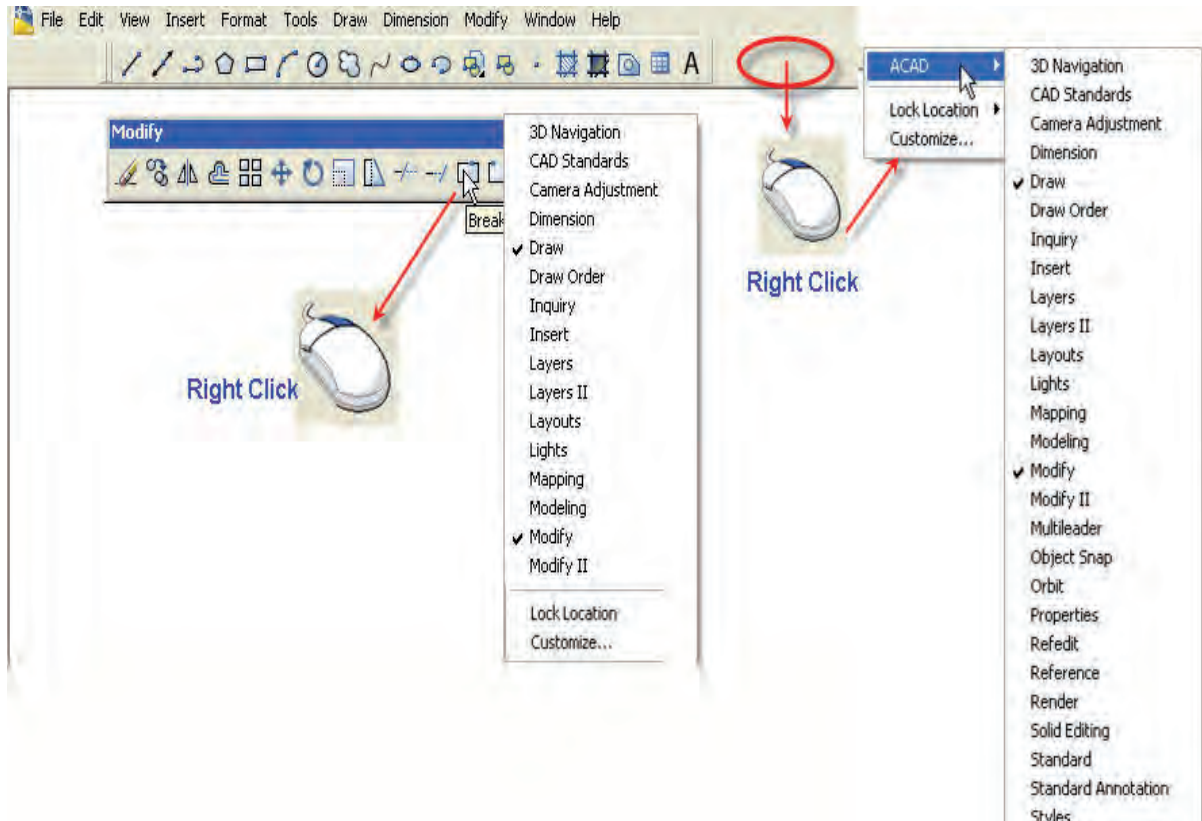 File Edit View Insert Format Tools Draw Dimension Modify Window Help
A
Modify
Break
Right Click
3D Navigation
CAD Standards
Camera Adjustment
Dimension
Draw
Draw Order
Inquiry
Insert
Layers
Layers II
Layouts
Lights
Mapping
Modeling
Modify
Modify II
Lock Location
Customize...
Right Click
ACAD
Lock Location
Customize...
3D Navigation
CAD Standards
Camera Adjustment
Dimension
Draw
Draw Order
Inquiry
Insert
Layers
Layers II
Layouts
Lights
Mapping
Modeling
Modify
Modify II
Multileader
Object Snap
Orbit
Properties
Refedit
Reference
Render
Solid Editing
Standard
Standard Annotation
Styles